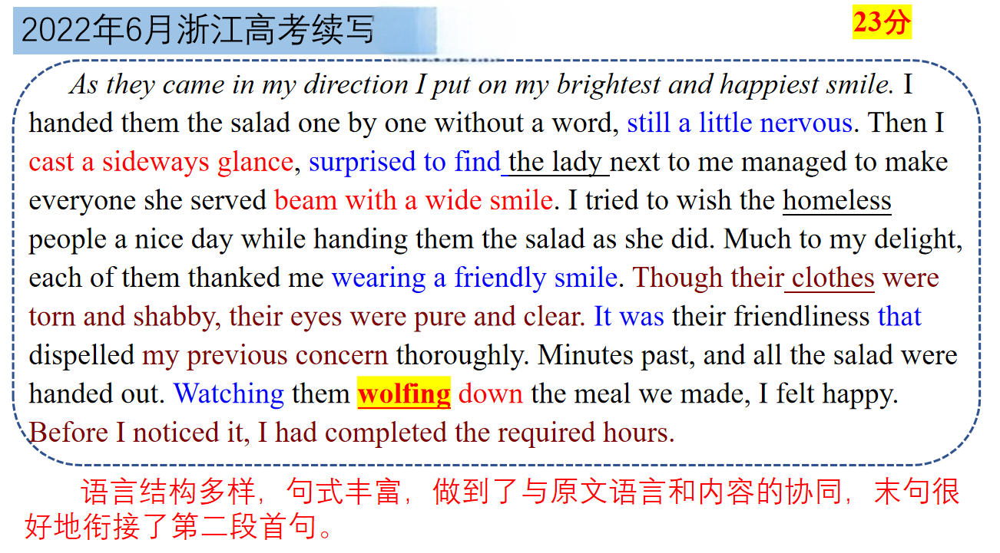 2022年6月浙江高考续写
23分
As they came in my direction I put on my brightest and happiest smile. I
handed them the salad one by one without a word, still a little nervous. Then I
cast a sideways glance, surprised to find the lady next to me managed to make
everyone she served beam with a wide smile. I tried to wish the homeless
people a nice day while handing them the salad as she did. Much to my delight,
each of them thanked me wearing a friendly smile. Though their clothes were
torn and shabby, their eyes were pure and clear. It was their friendliness that
dispelled my previous concern thoroughly. Minutes past, and all the salad were
handed out. Watching them wolfing down the meal we made, I felt happy.
Before I noticed it, I had completed the required hours.
语言结构多样，句式丰富，做到了与原文语言和内容的协同，末句很
好地衔接了第二段首句。